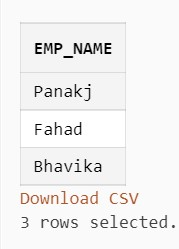 EMP_NAME
Panakj
Fahad
Bhavika
Download CSV
3 rows selected.